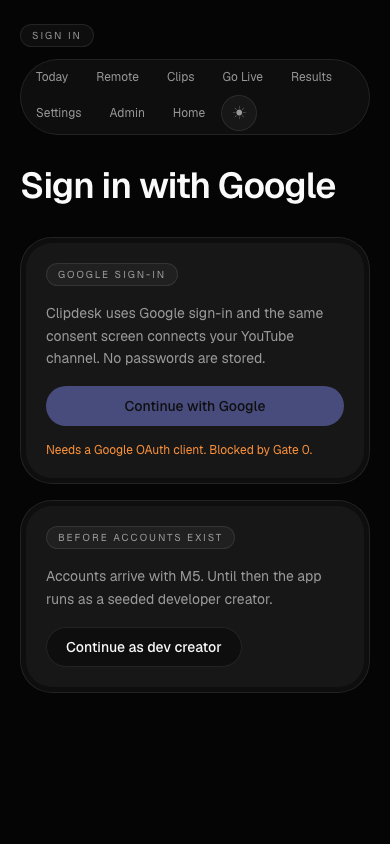 SIGN IN
Today Remote Clips Go Live Results
Settings Admin Home
Sign in with Google
GOOGLE SIGN-IN
Clipdesk uses Google sign-in and the same
consent screen connects your YouTube
channel. No passwords are stored.
Continue with Google
Needs a Google OAuth client. Blocked by Gate 0.
BEFORE ACCOUNTS EXIST
Accounts arrive with M5. Until then the app
runs as a seeded developer creator.
Continue as dev creator